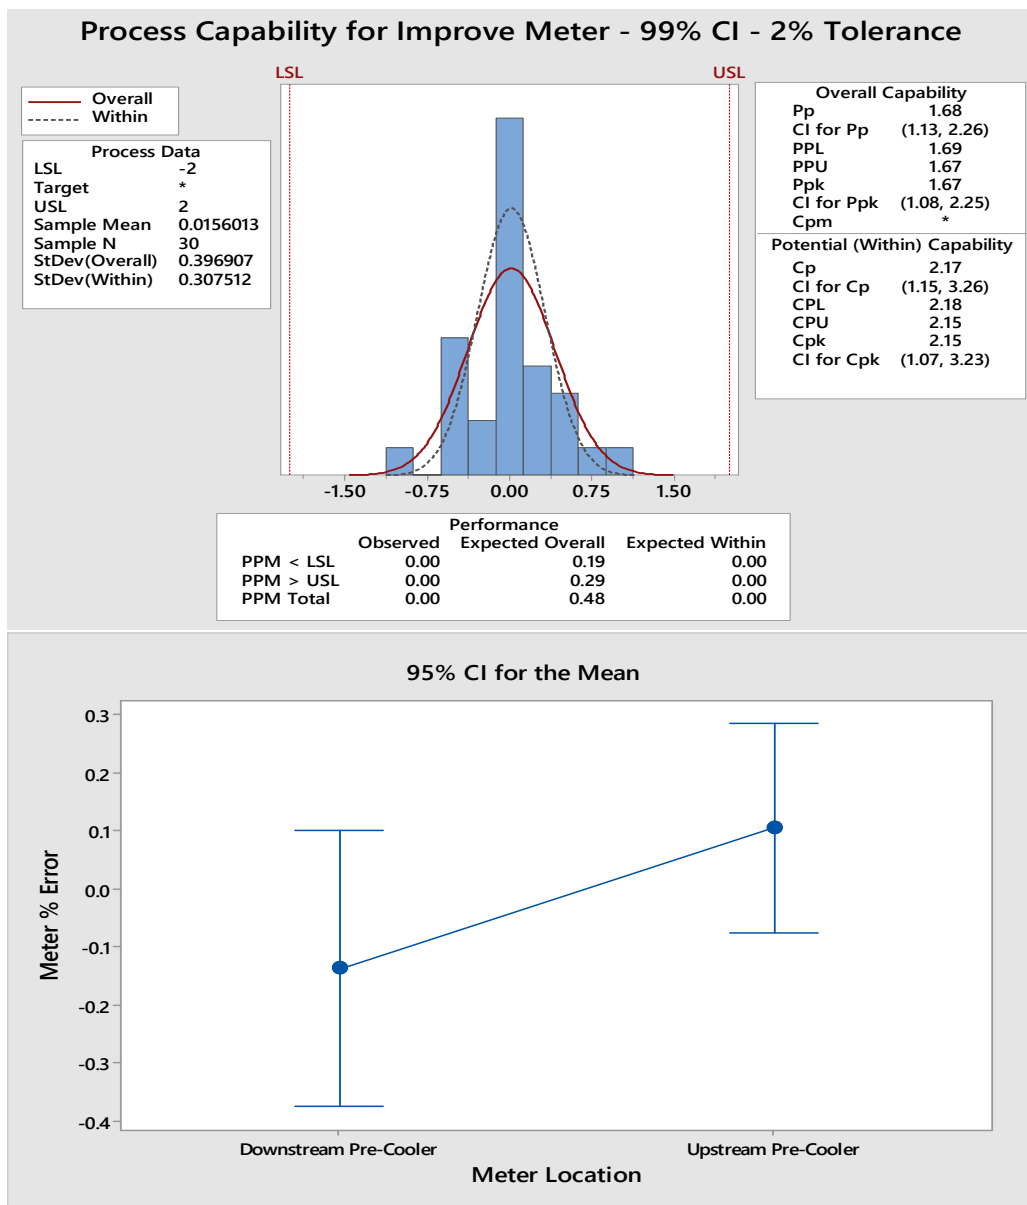 Process Capability for Improve Meter - 99% CI - 2% Tolerance
LSL USL
Overall
Within
Process Data
LSL -2
Target *
USL 2
Sample Mean 0.0156013
Sample N 30
StDev(Overall) 0.396907
StDev(Within) 0.307512
Overall Capability
Pp 1.68
CI for Pp (1.13, 2.26)
PPL 1.69
PPU 1.67
Ppk 1.67
CI for Ppk (1.08, 2.25)
Cpm *
Potential (Within) Capability
Cp 2.17
CI for Cp (1.15, 3.26)
CPL 2.18
CPU 2.15
Cpk 2.15
CI for Cpk (1.07, 3.23)
-1.50 -0.75 0.00 0.75 1.50
Performance
Observed Expected Overall Expected Within
PPM < LSL 0.00 0.19 0.00
PPM > USL 0.00 0.29 0.00
PPM Total 0.00 0.48 0.00
95% CI for the Mean
0.3
0.2
0.1
0.0
-0.1
-0.2
-0.3
-0.4
Meter % Error
Downstream Pre-Cooler Upstream Pre-Cooler
Meter Location